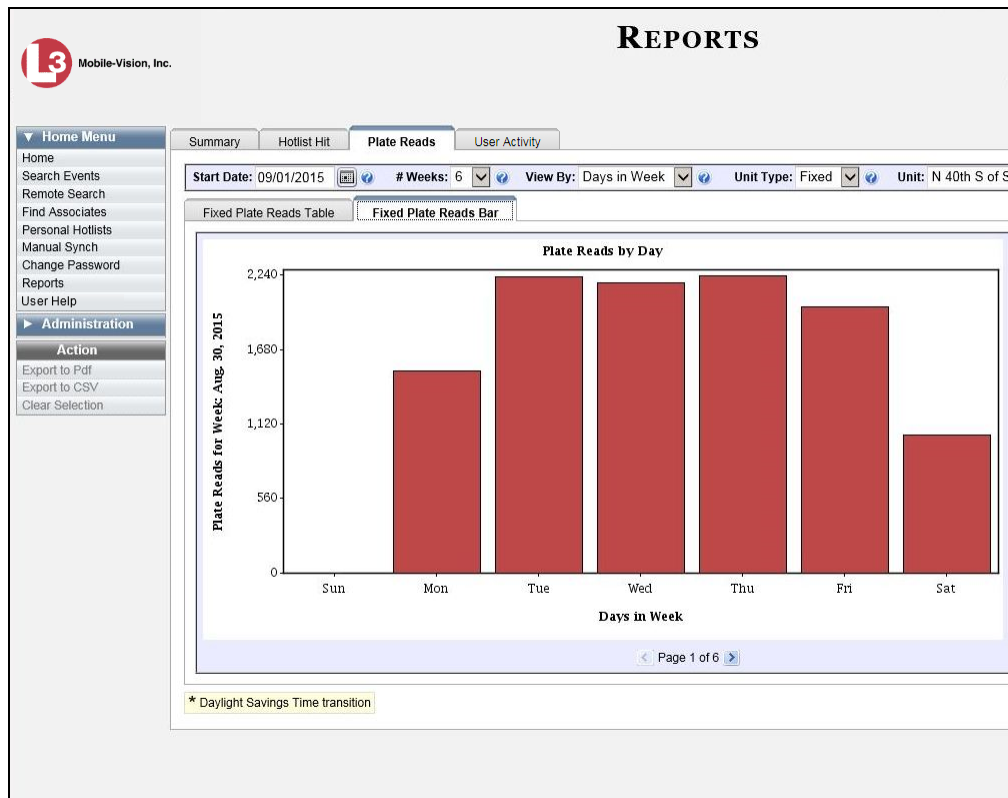 REPORTS
L3 Mobile-Vision, Inc.
Home Menu
Home
Search Events
Remote Search
Find Associates
Personal Hotlists
Manual Synch
Change Password
Reports
User Help
Administration
Action
Export to Pdf
Export to CSV
Clear Selection
Summary Hotlist Hit Plate Reads User Activity
Start Date: 09/01/2015 # Weeks: 6 View By: Days in Week Unit Type: Fixed Unit: N 40th S of S
Fixed Plate Reads Table Fixed Plate Reads Bar
Plate Reads by Day
Plate Reads for Week: Aug. 30, 2015
2,240
1,680
1,120
560
0
Sun Mon Tue Wed Thu Fri Sat
Days in Week
Page 1 of 6
* Daylight Savings Time transition